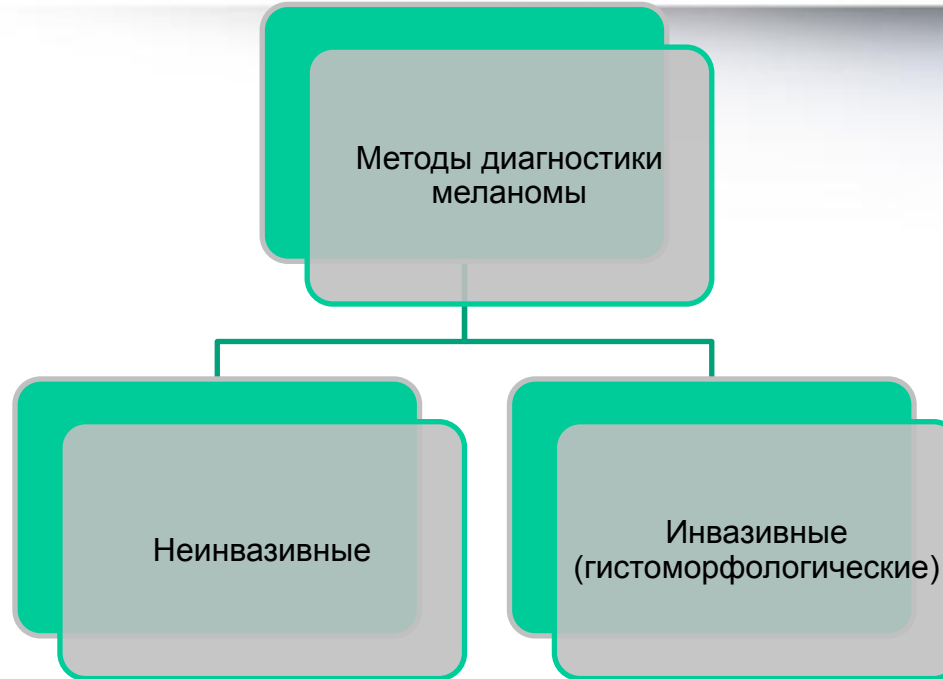 Методы диагностики
меланомы
Неинвазивные
Инвазивные
(гистоморфологические)